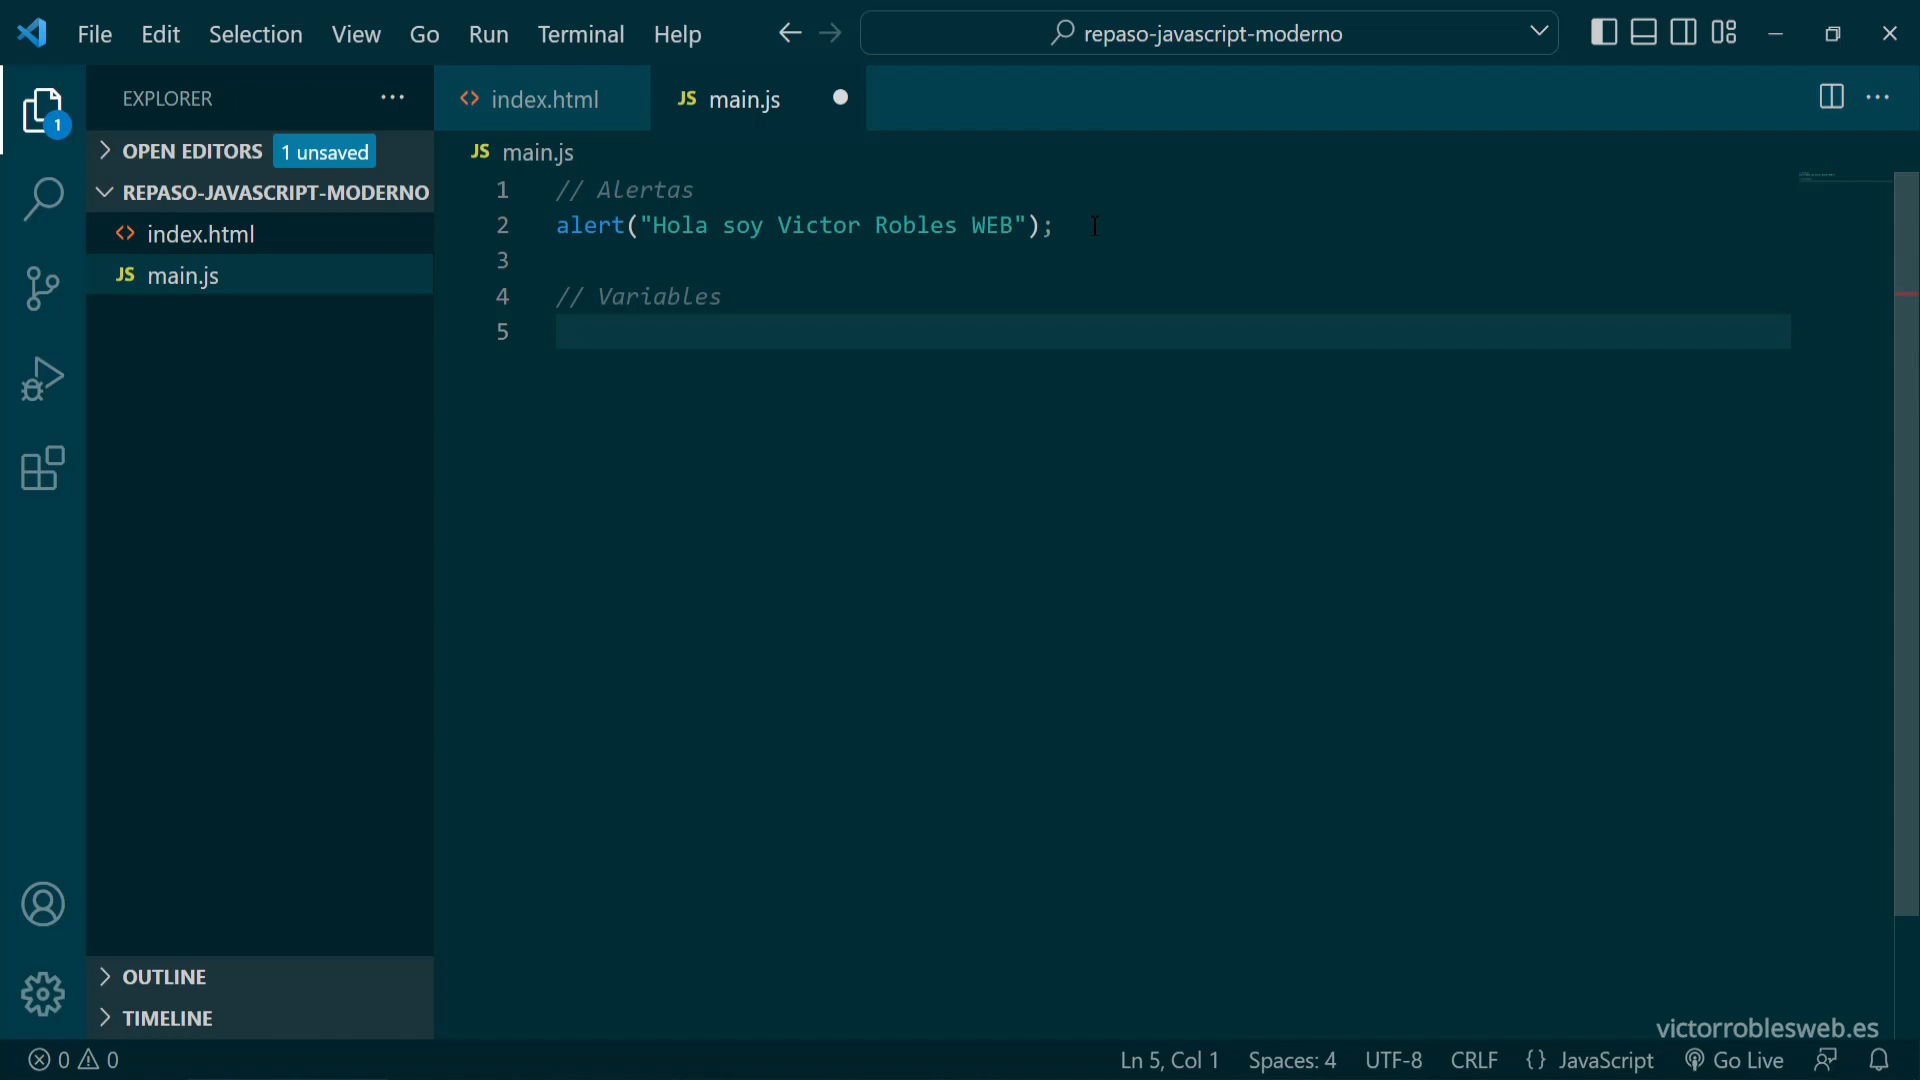 File Edit Selection View Go Run Terminal Help
repaso-javascript-moderno
1
EXPLORER
OPEN EDITORS 1 unsaved
REPASO-JAVASCRIPT-MODERNO
index.html
JS main.js
OUTLINE
TIMELINE
index.html
JS main.js
JS main.js
1 // Alertas
2 alert("Hola soy Victor Robles WEB");
3
4 // Variables
5
victorroblesweb.es
0 0
Ln 5, Col 1 Spaces: 4 UTF-8 CRLF {} JavaScript Go Live